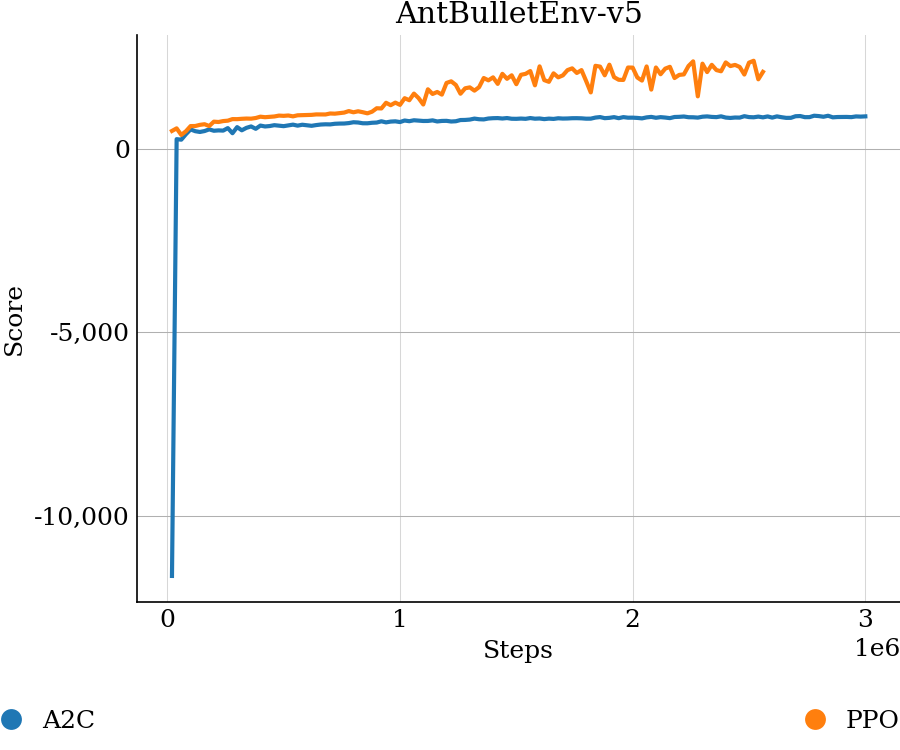 AntBulletEnv-v5
Score
0
-5,000
-10,000
0 1 2 3
1e6
Steps
A2C PPO